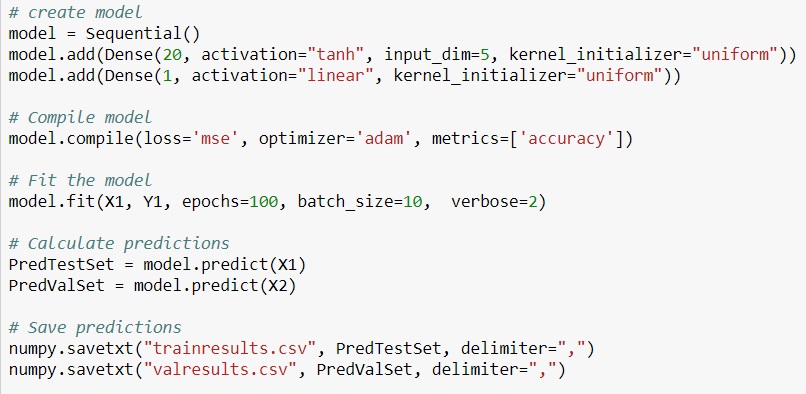 # create model
model = Sequential()
model.add(Dense(20, activation="tanh", input_dim=5, kernel_initializer="uniform"))
model.add(Dense(1, activation="linear", kernel_initializer="uniform"))
# Compile model
model.compile(loss='mse', optimizer='adam', metrics=['accuracy'])
# Fit the model
model.fit(X1, Y1, epochs=100, batch_size=10,  verbose=2)
# Calculate predictions
PredTestSet = model.predict(X1)
PredValSet = model.predict(X2)
# Save predictions
numpy.savetxt("trainresults.csv", PredTestSet, delimiter=",")
numpy.savetxt("valresults.csv", PredValSet, delimiter=",")